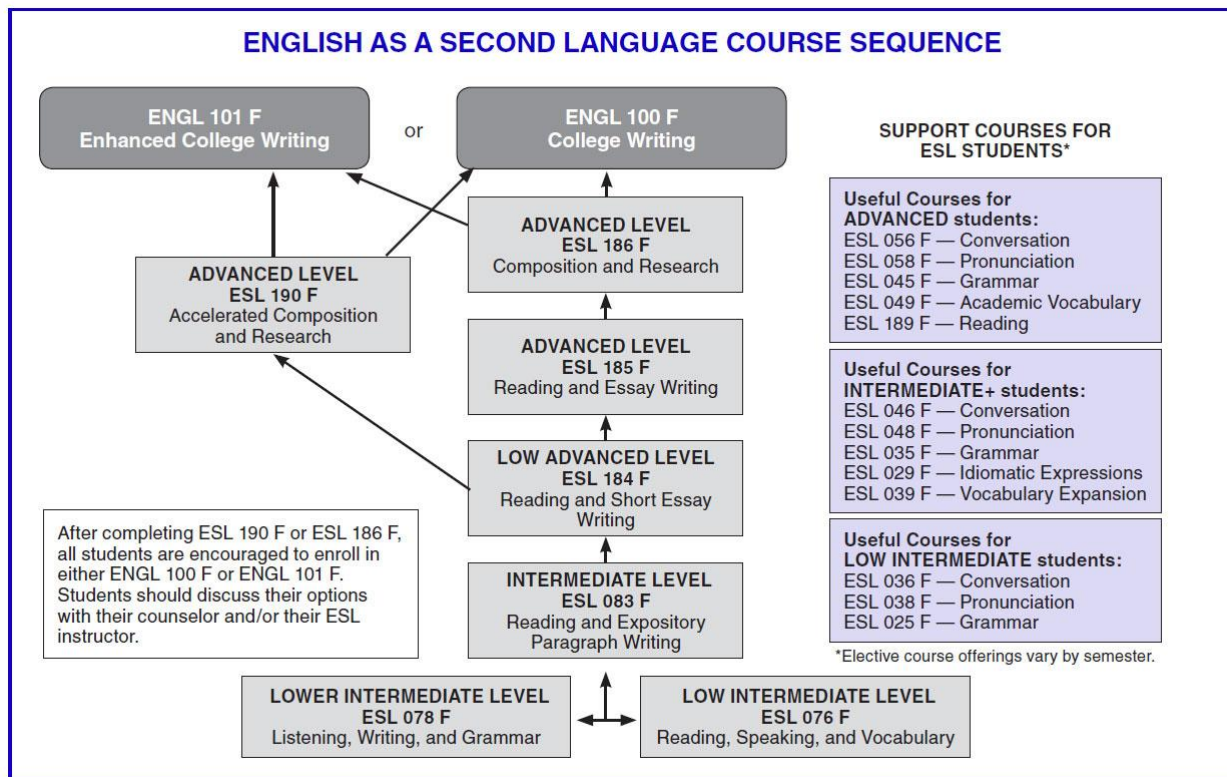 ENGLISH AS A SECOND LANGUAGE COURSE SEQUENCE
ENGL 101 F
Enhanced College Writing
or
ENGL 100 F
College Writing
ADVANCED LEVEL
ESL 186 F
Composition and Research
ADVANCED LEVEL
ESL 190 F
Accelerated Composition
and Research
ADVANCED LEVEL
ESL 185 F
Reading and Essay Writing
LOW ADVANCED LEVEL
ESL 184 F
Reading and Short Essay
Writing
After completing ESL 190 F or ESL 186 F,
all students are encouraged to enroll in
either ENGL 100 F or ENGL 101 F.
Students should discuss their options
with their counselor and/or their ESL
instructor.
INTERMEDIATE LEVEL
ESL 083 F
Reading and Expository
Paragraph Writing
LOWER INTERMEDIATE LEVEL
ESL 078 F
Listening, Writing, and Grammar
LOW INTERMEDIATE LEVEL
ESL 076 F
Reading, Speaking, and Vocabulary
SUPPORT COURSES FOR
ESL STUDENTS*
Useful Courses for
ADVANCED students:
ESL 056 F — Conversation
ESL 058 F — Pronunciation
ESL 045 F — Grammar
ESL 049 F — Academic Vocabulary
ESL 189 F — Reading
Useful Courses for
INTERMEDIATE+ students:
ESL 046 F — Conversation
ESL 048 F — Pronunciation
ESL 035 F — Grammar
ESL 029 F — Idiomatic Expressions
ESL 039 F — Vocabulary Expansion
Useful Courses for
LOW INTERMEDIATE students:
ESL 036 F — Conversation
ESL 038 F — Pronunciation
ESL 025 F — Grammar
*Elective course offerings vary by semester.